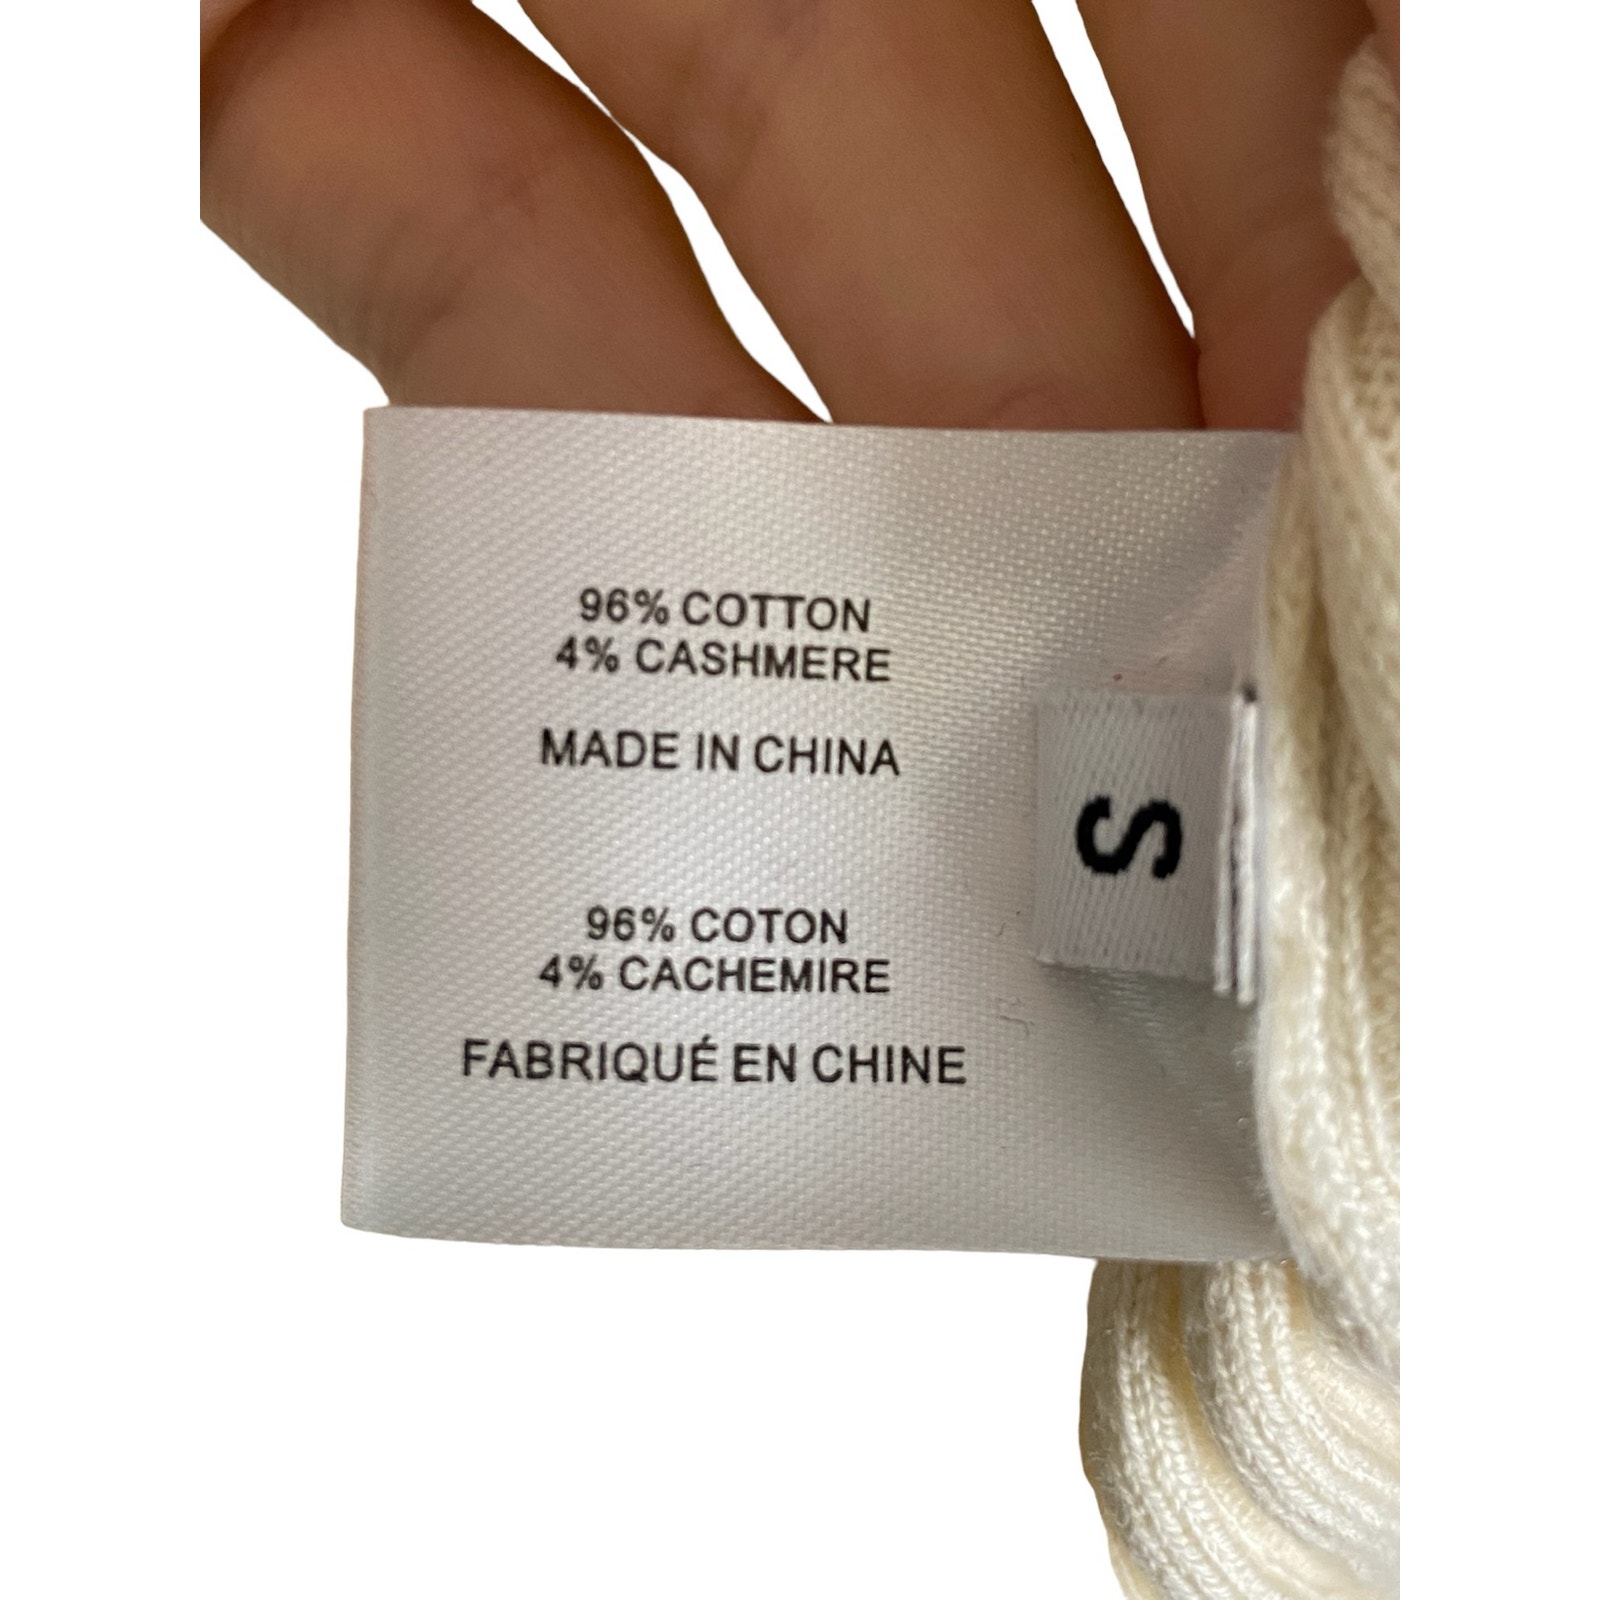 96% COTTON
4% CASHMERE
MADE IN CHINA
S
96% COTON
4% CACHEMIRE
FABRIQUÉ EN CHINE